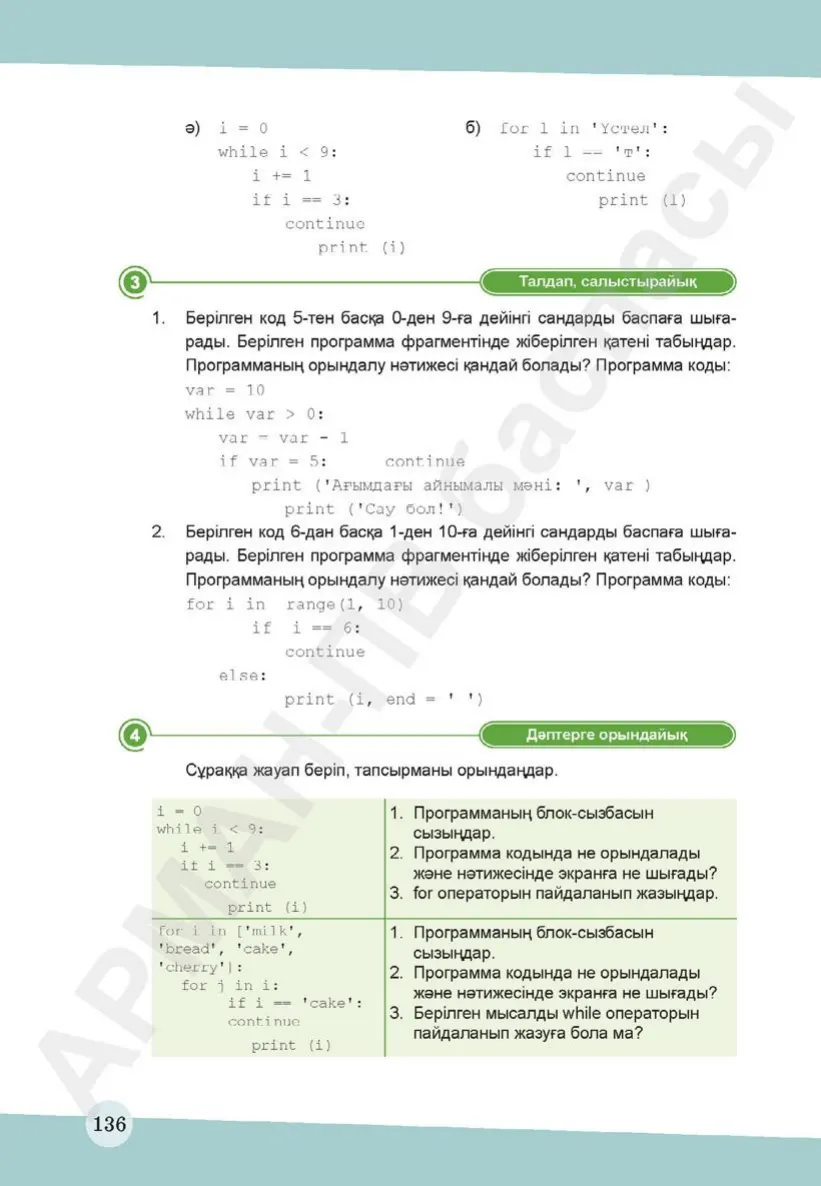 ә) i = 0
while i < 9:
i += 1
if i == 3:
continue
print (i)
б) for l in 'Үстел':
if l == 'т':
continue
print (l)
3 Талдап, салыстырайық
1. Берілген код 5-тен басқа 0-ден 9-ға дейінгі сандарды баспаға шыға-
рады. Берілген программа фрагментінде жіберілген қатені табыңдар.
Программаның орындалу нәтижесі қандай болады? Программа коды:
var = 10
while var > 0:
var = var - 1
if var = 5: continue
print ('Ағымдағы айнымалы мәні: ', var )
print ('Сау бол!')
2. Берілген код 6-дан басқа 1-ден 10-ға дейінгі сандарды баспаға шыға-
рады. Берілген программа фрагментінде жіберілген қатені табыңдар.
Программаның орындалу нәтижесі қандай болады? Программа коды:
for i in range(1, 10)
if i == 6:
continue
else:
print (i, end = ' ')
4 Дәптерге орындайық
Сұраққа жауап беріп, тапсырманы орындаңдар.
i = 0
while i < 9:
i += 1
if i == 3:
continue
print (i)
1. Программаның блок-сызбасын
сызыңдар.
2. Программа кодында не орындалады
және нәтижесінде экранға не шығады?
3. for операторын пайдаланып жазыңдар.
for i in ['milk',
'bread', 'cake',
'cherry']:
for j in i:
if i == 'cake':
continue
print (i)
1. Программаның блок-сызбасын
сызыңдар.
2. Программа кодында не орындалады
және нәтижесінде экранға не шығады?
3. Берілген мысалды while операторын
пайдаланып жазуға бола ма?
136
АРМАН-ПВ баспасы